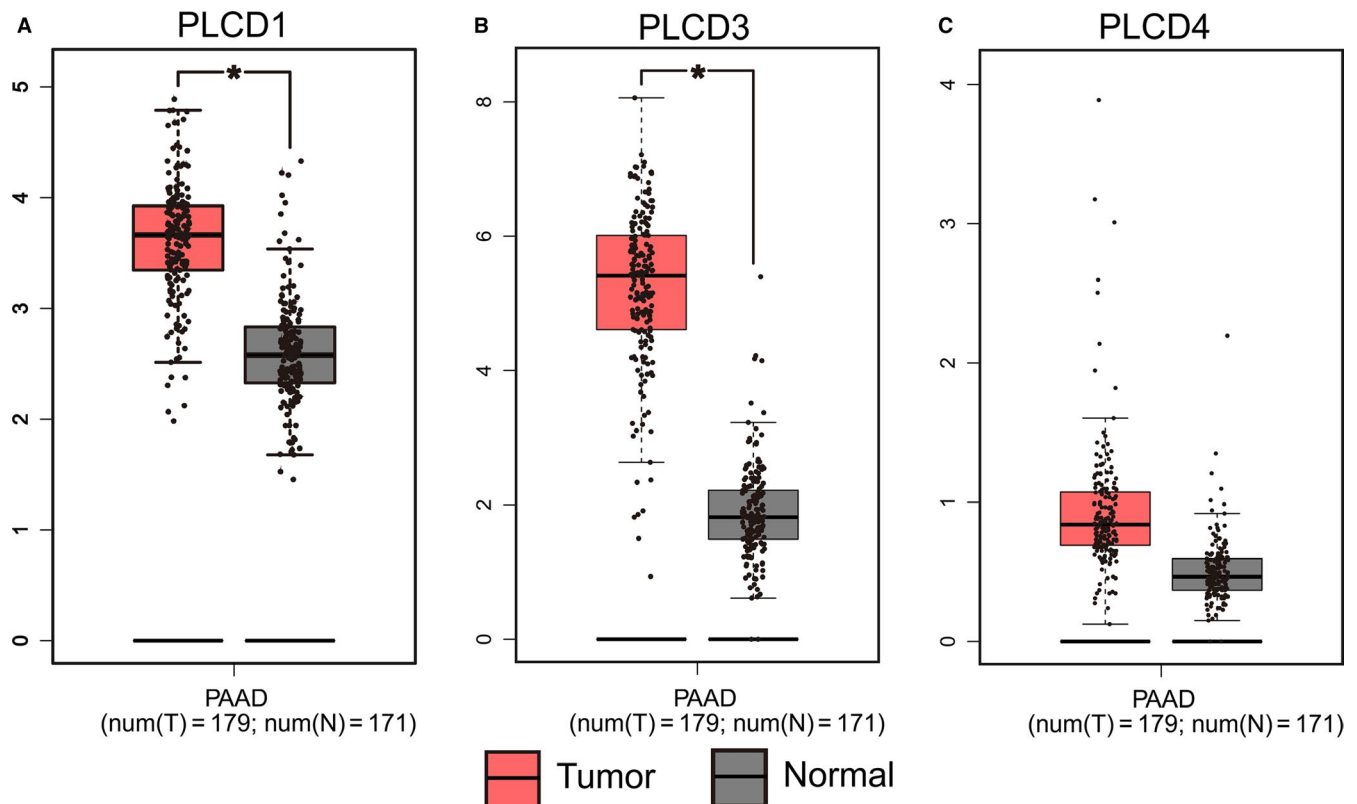 A PLCD1
5
4
3
2
1
0
*
PAAD
(num(T) = 179; num(N) = 171)
B PLCD3
8
6
4
2
0
*
PAAD
(num(T) = 179; num(N) = 171)
C PLCD4
4
3
2
1
0
PAAD
(num(T) = 179; num(N) = 171)
Tumor Normal